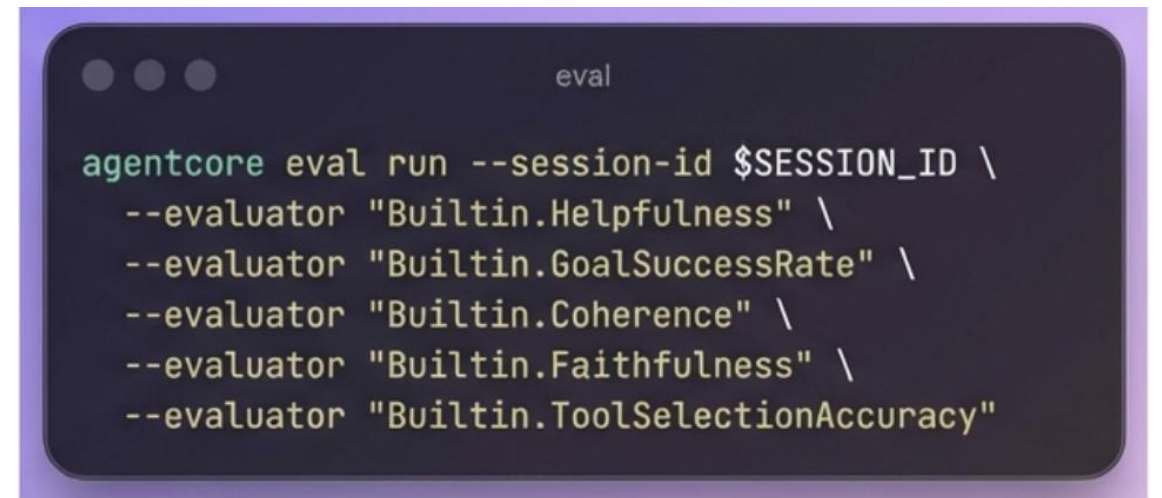 eval
agentcore eval run --session-id $SESSION_ID \
--evaluator "Builtin.Helpfulness" \
--evaluator "Builtin.GoalSuccessRate" \
--evaluator "Builtin.Coherence" \
--evaluator "Builtin.Faithfulness" \
--evaluator "Builtin.ToolSelectionAccuracy"